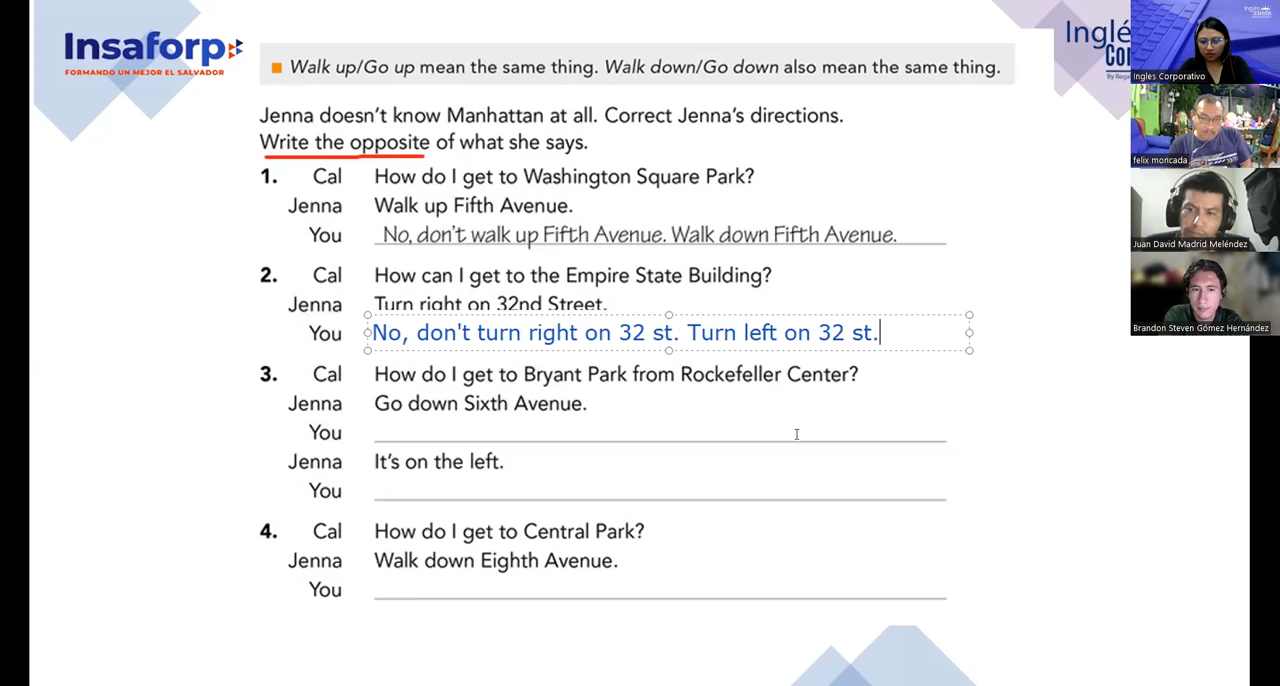 Insaforp
FORMANDO UN MEJOR EL SALVADOR
Walk up/Go up mean the same thing. Walk down/Go down also mean the same thing.
Jenna doesn't know Manhattan at all. Correct Jenna's directions.
Write the opposite of what she says.
1. Cal How do I get to Washington Square Park?
Jenna Walk up Fifth Avenue.
You No, don't walk up Fifth Avenue. Walk down Fifth Avenue.
2. Cal How can I get to the Empire State Building?
Jenna Turn right on 32nd Street.
You No, don't turn right on 32 st. Turn left on 32 st.
3. Cal How do I get to Bryant Park from Rockefeller Center?
Jenna Go down Sixth Avenue.
You
Jenna It's on the left.
You
4. Cal How do I get to Central Park?
Jenna Walk down Eighth Avenue.
You
Ingles Corporativo
felix moncada
Juan David Madrid Meléndez
Brandon Steven Gómez Hernández